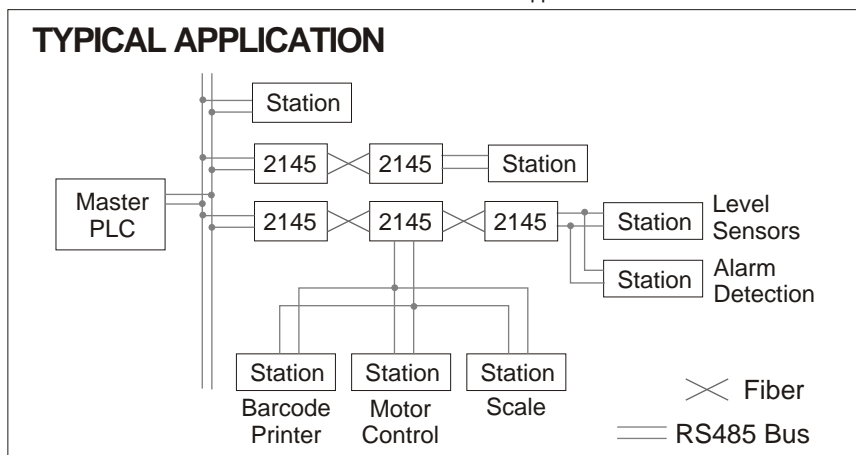 TYPICAL APPLICATION
Station
2145
2145
Station
Master
PLC
2145
2145
2145
Station
Level
Sensors
Station
Alarm
Detection
Station
Station
Station
Barcode
Printer
Motor
Control
Scale
Fiber
RS485 Bus